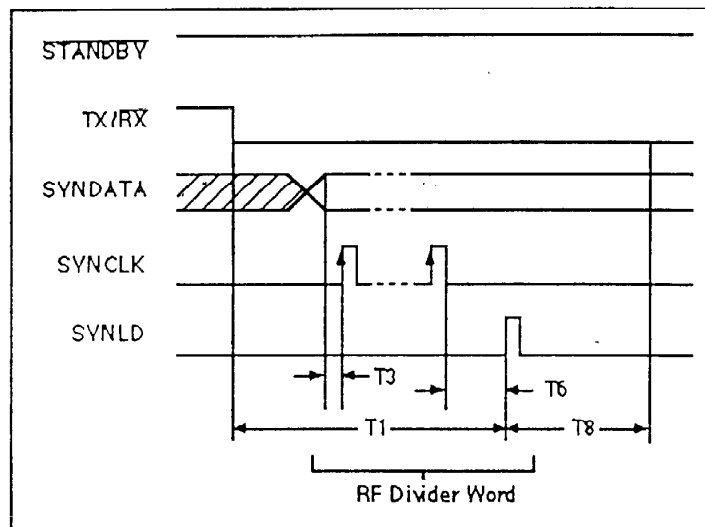 STANDBY
TX/RX
SYNDATA
SYNCLK
SYNLD
T3
T6
T1
T8
RF Divider Word